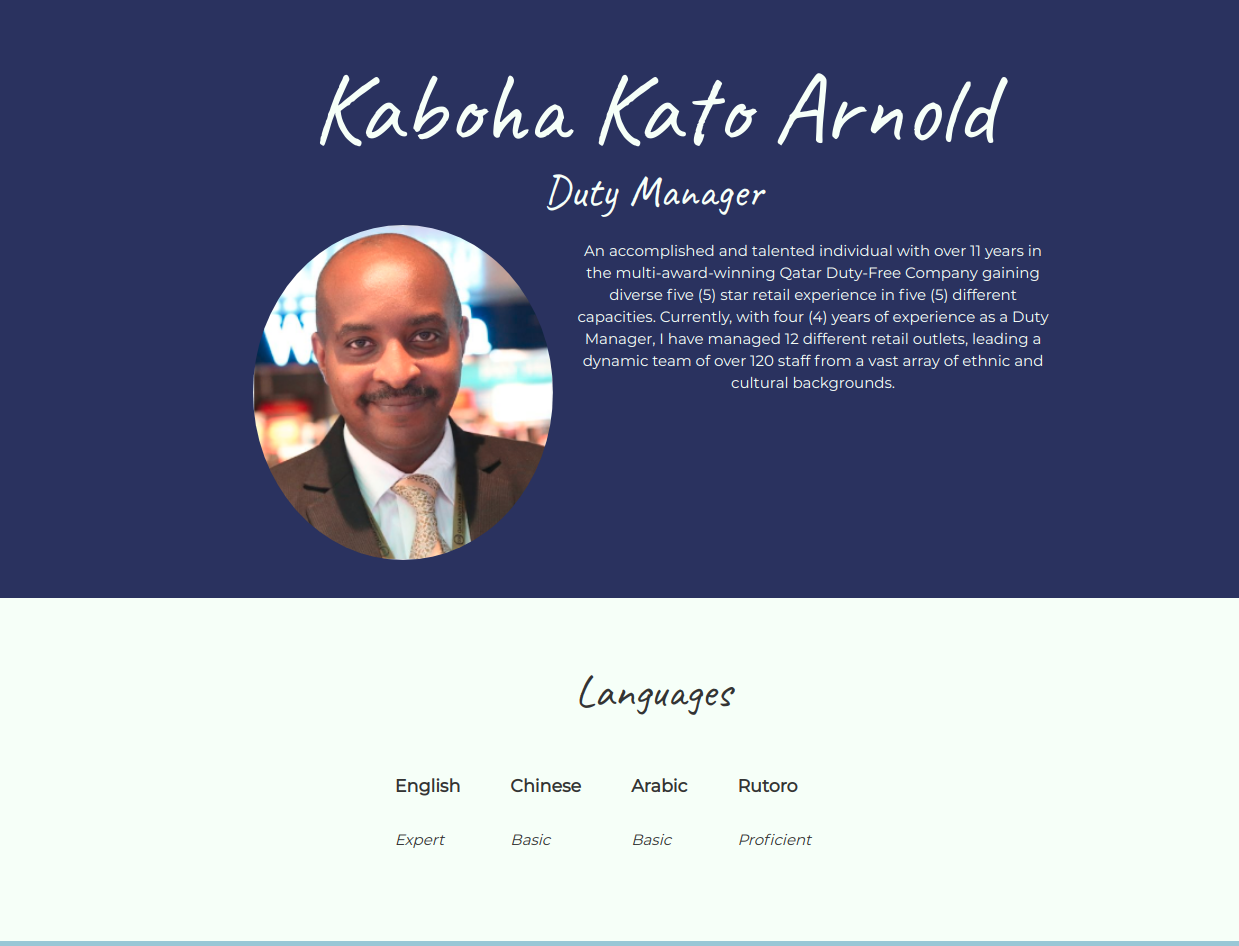 Kaboha Kato Arnold
Duty Manager
An accomplished and talented individual with over 11 years in
the multi-award-winning Qatar Duty-Free Company gaining
diverse five (5) star retail experience in five (5) different
capacities. Currently, with four (4) years of experience as a Duty
Manager, I have managed 12 different retail outlets, leading a
dynamic team of over 120 staff from a vast array of ethnic and
cultural backgrounds.
Languages
English Chinese Arabic Rutoro
Expert Basic Basic Proficient